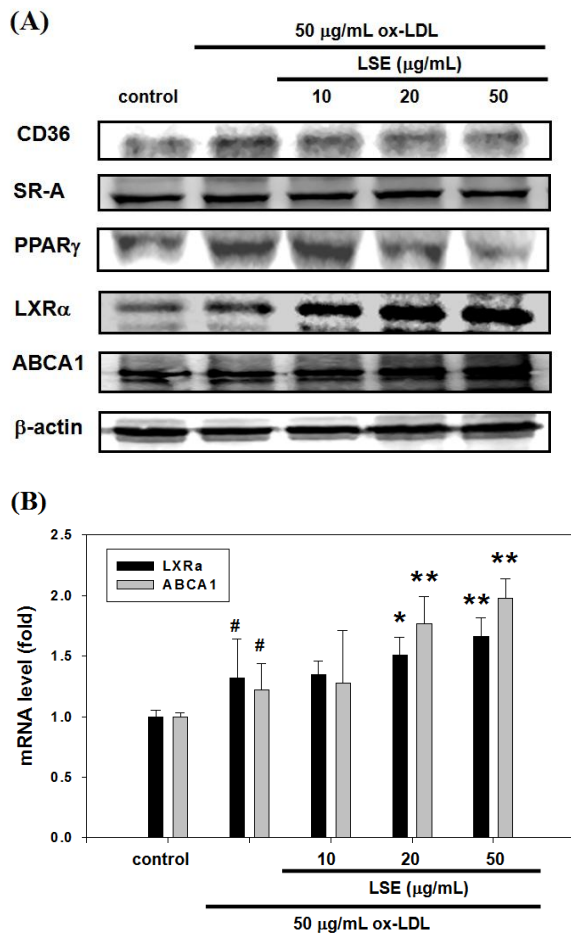 (A)
50 μg/mL ox-LDL
LSE (μg/mL)
control 10 20 50
CD36
SR-A
PPARγ
LXRα
ABCA1
β-actin
(B)
mRNA level (fold)
2.5
2.0
1.5
1.0
0.5
0.0
LXRa
ABCA1
# # * ** ** **
control 10 20 50
LSE (μg/mL)
50 μg/mL ox-LDL